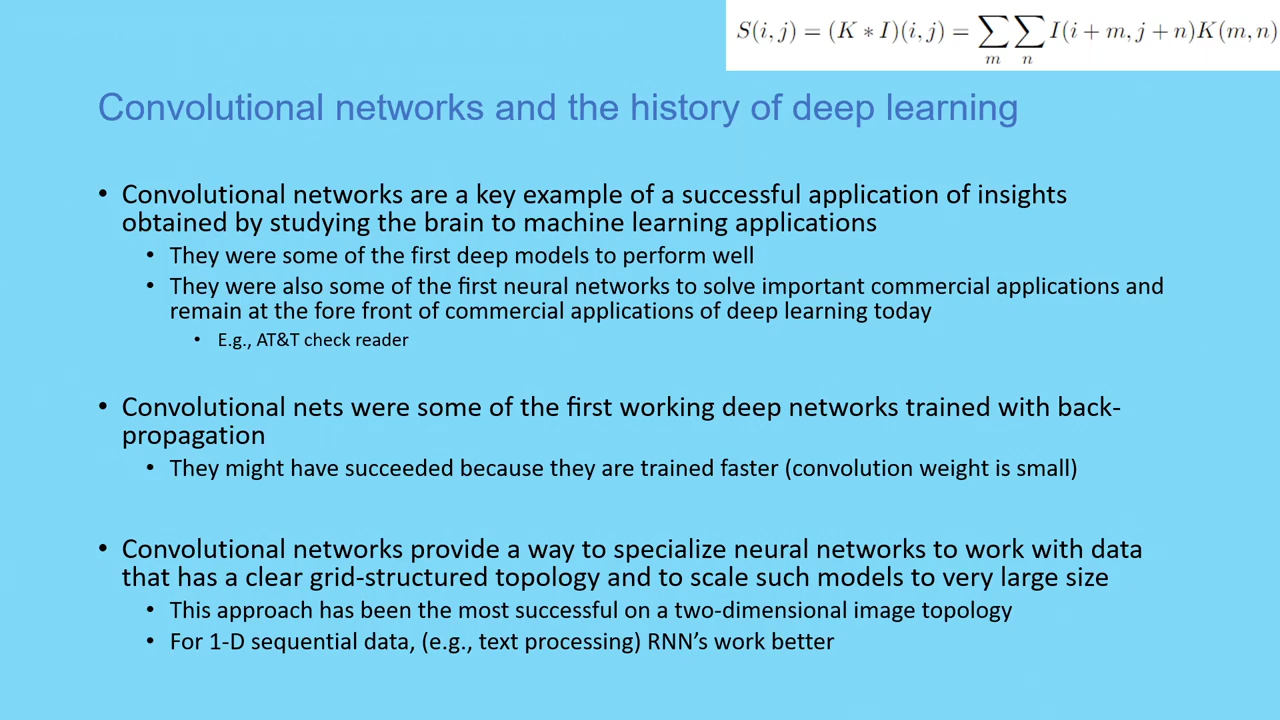 S(i, j) = (K ∗ I)(i, j) = ∑∑ I(i + m, j + n)K(m, n)
m n
Convolutional networks and the history of deep learning
• Convolutional networks are a key example of a successful application of insights
obtained by studying the brain to machine learning applications
• They were some of the first deep models to perform well
• They were also some of the first neural networks to solve important commercial applications and
remain at the fore front of commercial applications of deep learning today
• E.g., AT&T check reader
• Convolutional nets were some of the first working deep networks trained with back-
propagation
• They might have succeeded because they are trained faster (convolution weight is small)
• Convolutional networks provide a way to specialize neural networks to work with data
that has a clear grid-structured topology and to scale such models to very large size
• This approach has been the most successful on a two-dimensional image topology
• For 1-D sequential data, (e.g., text processing) RNN’s work better